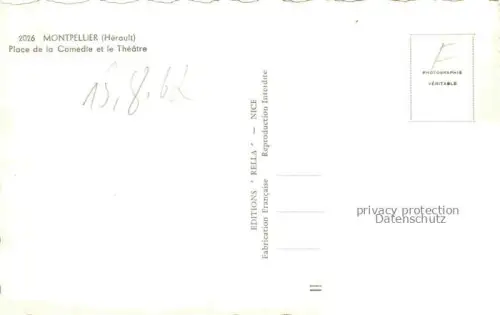 2026 MONTPELLIER (Hérault)
Place de la Comedie et le Théâtre
15.8.62
EDITIONS "RELLA" — NICE
Fabrication Française Reproduction Interdite
F
PHOTOGRAPHIE
VÉRITABLE
privacy protection
Datenschutz